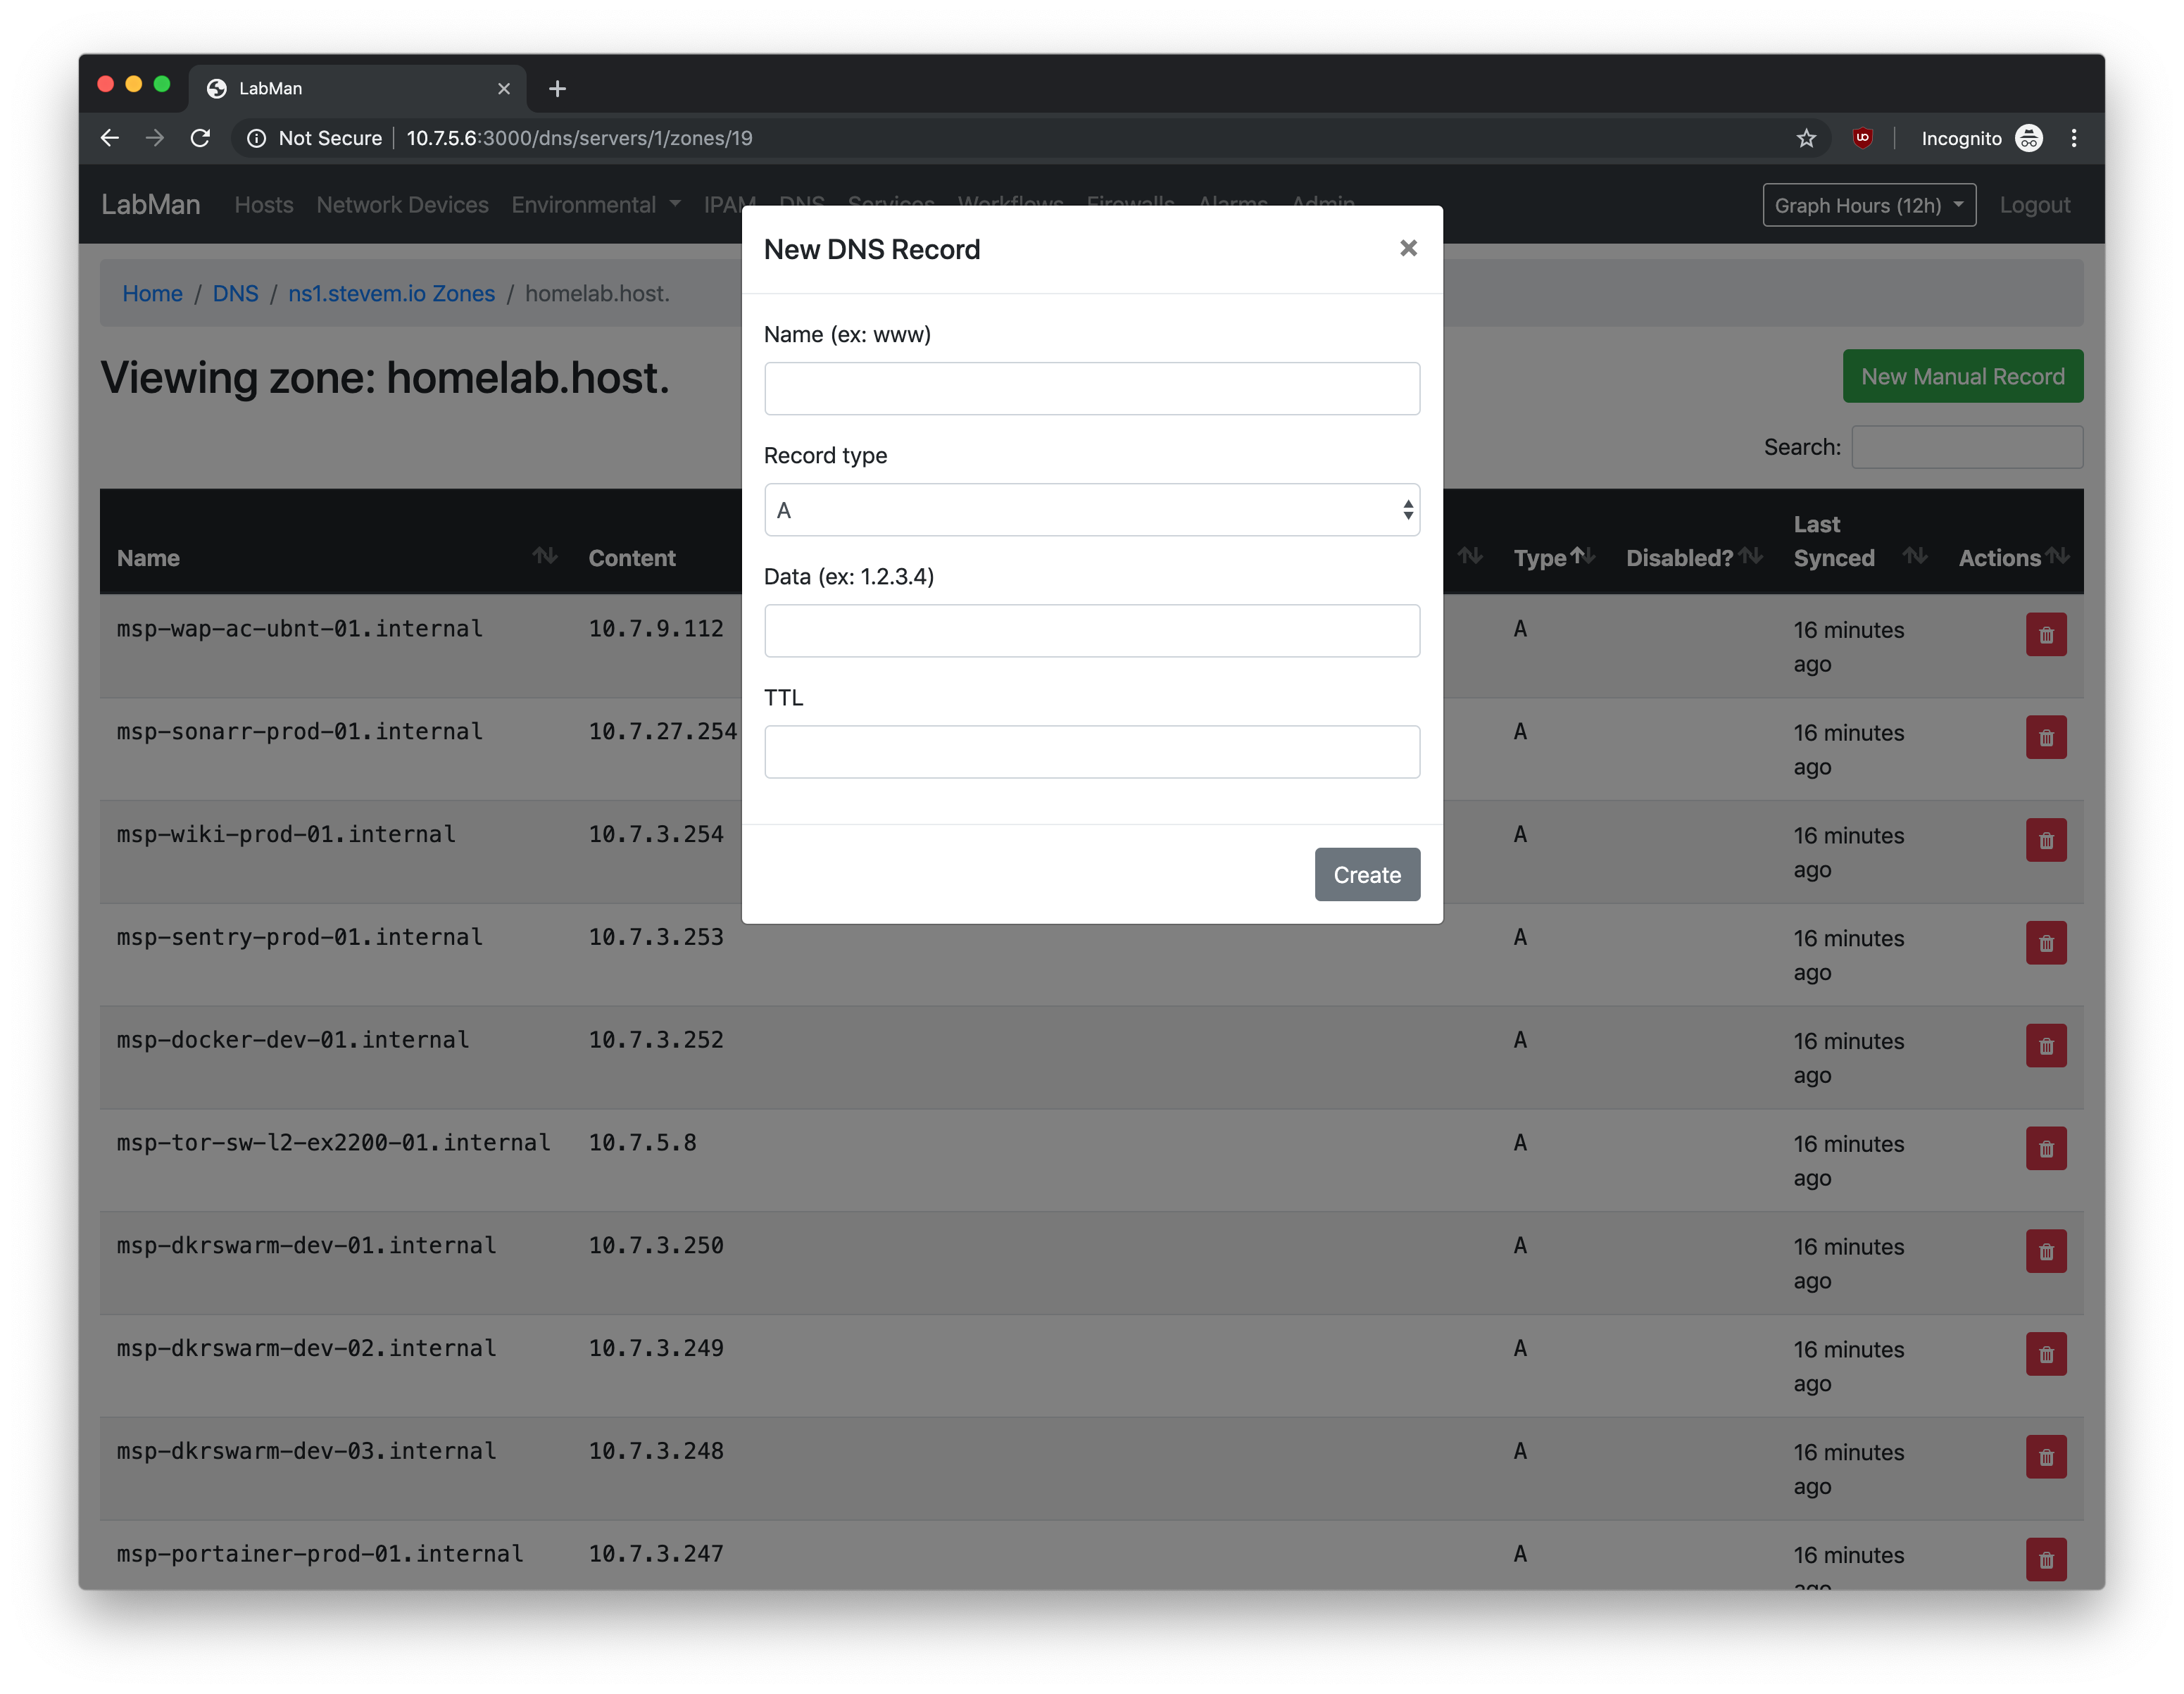 LabMan
Not Secure 10.7.5.6:3000/dns/servers/1/zones/19 Incognito
LabMan Hosts Network Devices Environmental IPAM DNS Services Workflows Firewalls Alarms Admin Graph Hours (12h) Logout
New DNS Record
Home / DNS / ns1.stevem.io Zones / homelab.host.
Name (ex: www)
Viewing zone: homelab.host.
New Manual Record
Search:
Record type
A
Data (ex: 1.2.3.4)
TTL
Create
Name Content Type Disabled? Last Synced Actions
msp-wap-ac-ubnt-01.internal 10.7.9.112 A 16 minutes
ago
msp-sonarr-prod-01.internal 10.7.27.254 A 16 minutes
ago
msp-wiki-prod-01.internal 10.7.3.254 A 16 minutes
ago
msp-sentry-prod-01.internal 10.7.3.253 A 16 minutes
ago
msp-docker-dev-01.internal 10.7.3.252 A 16 minutes
ago
msp-tor-sw-l2-ex2200-01.internal 10.7.5.8 A 16 minutes
ago
msp-dkrswarm-dev-01.internal 10.7.3.250 A 16 minutes
ago
msp-dkrswarm-dev-02.internal 10.7.3.249 A 16 minutes
ago
msp-dkrswarm-dev-03.internal 10.7.3.248 A 16 minutes
ago
msp-portainer-prod-01.internal 10.7.3.247 A 16 minutes
ago